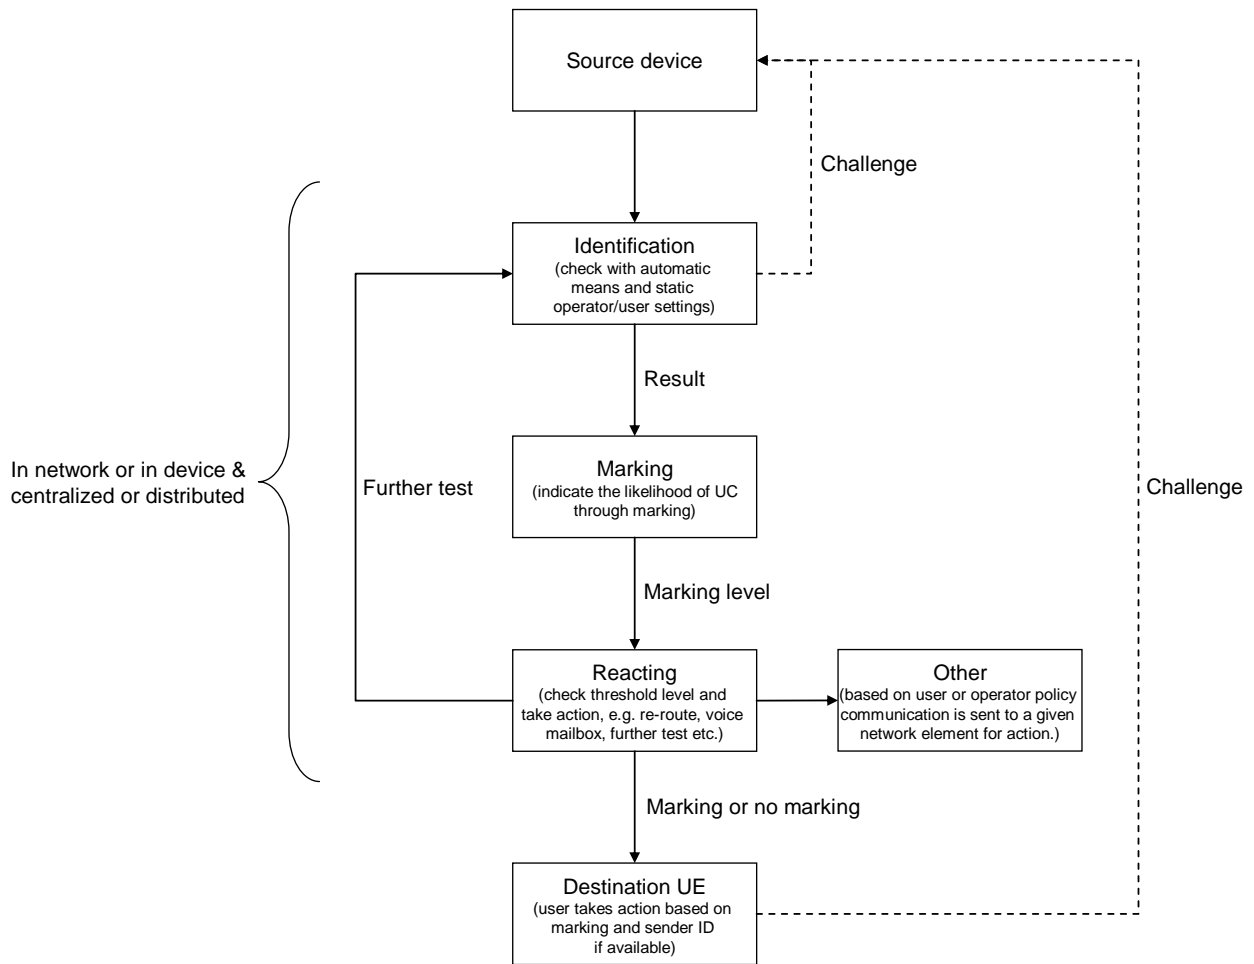 Source device
Challenge
Identification
(check with automatic
means and static
operator/user settings)
Result
Marking
(indicate the likelihood of UC
through marking)
In network or in device &
centralized or distributed
Further test
Challenge
Marking level
Reacting
(check threshold level and
take action, e.g. re-route, voice
mailbox, further test etc.)
Other
(based on user or operator policy
communication is sent to a given
network element for action.)
Marking or no marking
Destination UE
(user takes action based on
marking and sender ID
if available)